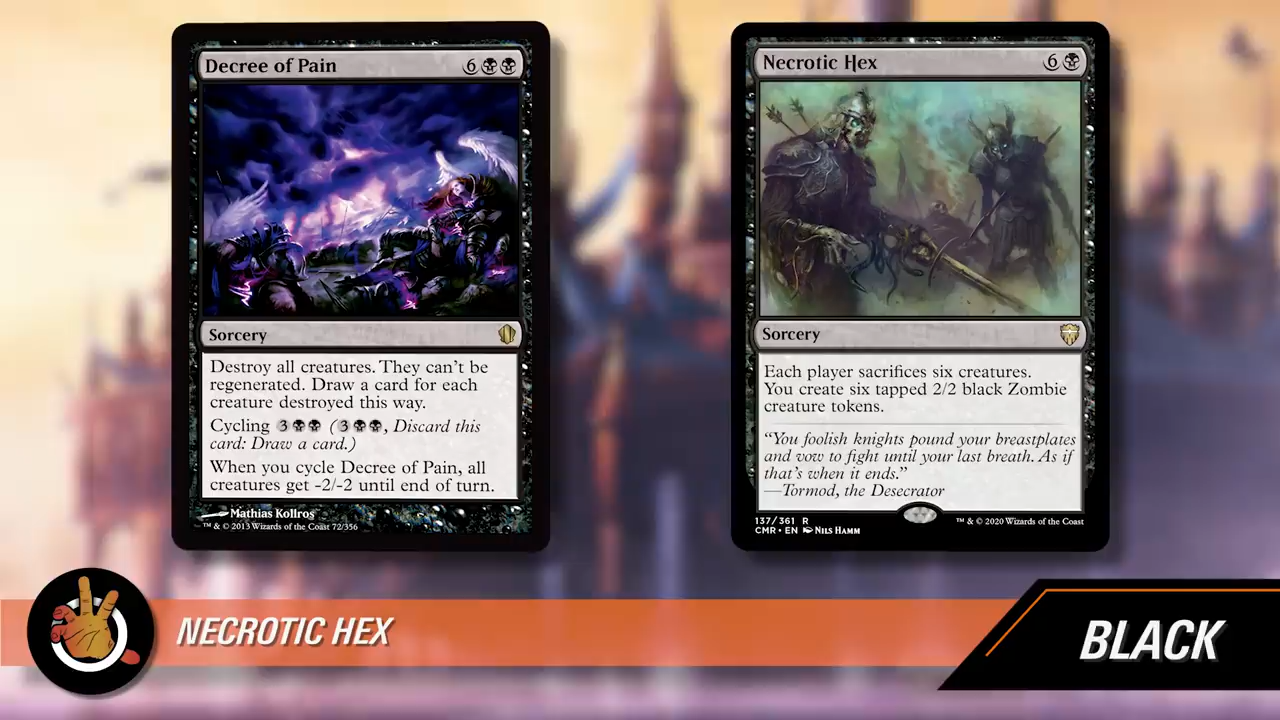 Decree of Pain 6
Sorcery
Destroy all creatures. They can't be
regenerated. Draw a card for each
creature destroyed this way.
Cycling 3 (3, Discard this
card: Draw a card.)
When you cycle Decree of Pain, all
creatures get -2/-2 until end of turn.
Mathias Kollros
™ & © 2013 Wizards of the Coast 72/356
Necrotic Hex 6
Sorcery
Each player sacrifices six creatures.
You create six tapped 2/2 black Zombie
creature tokens.
“You foolish knights pound your breastplates
and vow to fight until your last breath. As if
that's when it ends.”
—Tormod, the Desecrator
137/361 R
CMR • EN Nils Hamm
™ & © 2020 Wizards of the Coast
NECROTIC HEX
BLACK